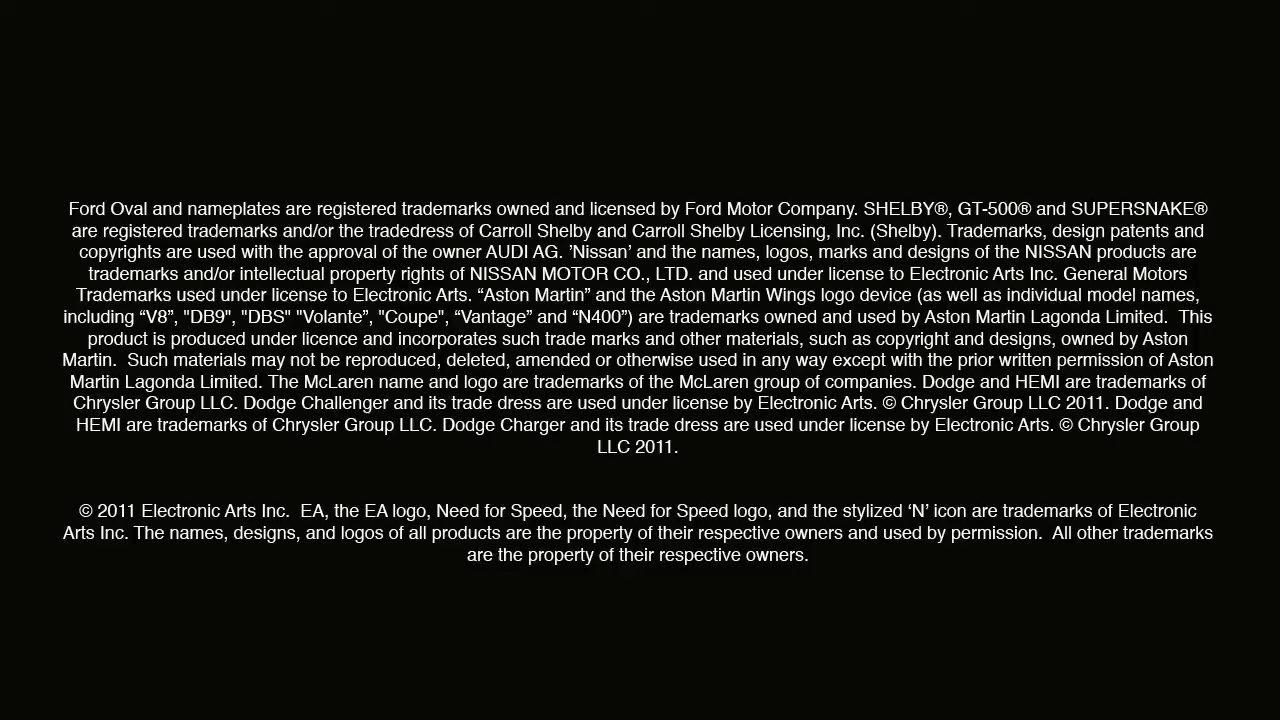 Ford Oval and nameplates are registered trademarks owned and licensed by Ford Motor Company. SHELBY®, GT-500® and SUPERSNAKE®
are registered trademarks and/or the tradedress of Carroll Shelby and Carroll Shelby Licensing, Inc. (Shelby). Trademarks, design patents and
copyrights are used with the approval of the owner AUDI AG. ’Nissan’ and the names, logos, marks and designs of the NISSAN products are
trademarks and/or intellectual property rights of NISSAN MOTOR CO., LTD. and used under license to Electronic Arts Inc. General Motors
Trademarks used under license to Electronic Arts. “Aston Martin” and the Aston Martin Wings logo device (as well as individual model names,
including “V8”, "DB9", "DBS" "Volante”, "Coupe", “Vantage” and “N400”) are trademarks owned and used by Aston Martin Lagonda Limited.  This
product is produced under licence and incorporates such trade marks and other materials, such as copyright and designs, owned by Aston
Martin.  Such materials may not be reproduced, deleted, amended or otherwise used in any way except with the prior written permission of Aston
Martin Lagonda Limited. The McLaren name and logo are trademarks of the McLaren group of companies. Dodge and HEMI are trademarks of
Chrysler Group LLC. Dodge Challenger and its trade dress are used under license by Electronic Arts. © Chrysler Group LLC 2011. Dodge and
HEMI are trademarks of Chrysler Group LLC. Dodge Charger and its trade dress are used under license by Electronic Arts. © Chrysler Group
LLC 2011.
© 2011 Electronic Arts Inc.  EA, the EA logo, Need for Speed, the Need for Speed logo, and the stylized ‘N’ icon are trademarks of Electronic
Arts Inc. The names, designs, and logos of all products are the property of their respective owners and used by permission.  All other trademarks
are the property of their respective owners.